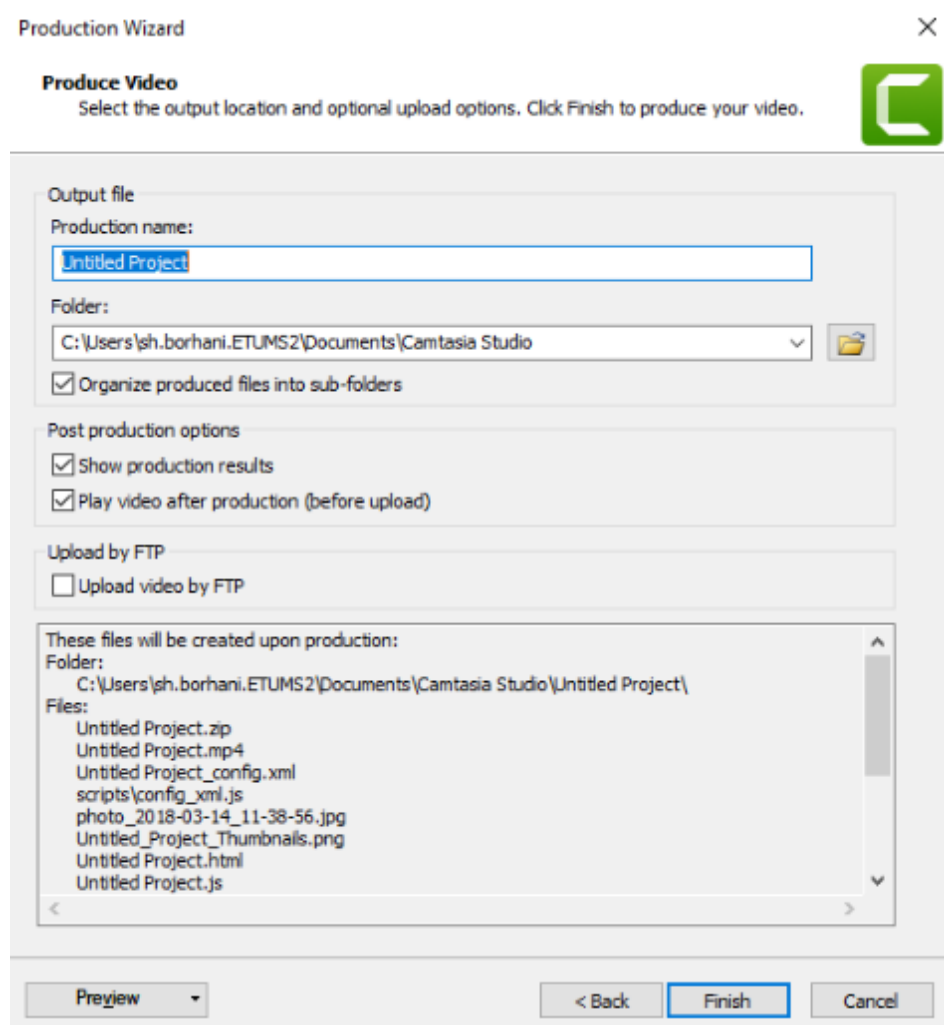 Production Wizard
Produce Video
Select the output location and optional upload options. Click Finish to produce your video.
Output file
Production name:
Untitled Project
Folder:
C:\Users\sh.borhani.ETUMS2\Documents\Camtasia Studio
Organize produced files into sub-folders
Post production options
Show production results
Play video after production (before upload)
Upload by FTP
Upload video by FTP
These files will be created upon production:
Folder:
C:\Users\sh.borhani.ETUMS2\Documents\Camtasia Studio\Untitled Project\
Files:
Untitled Project.zip
Untitled Project.mp4
Untitled Project_config.xml
scripts\config_xml.js
photo_2018-03-14_11-38-56.jpg
Untitled_Project_Thumbnails.png
Untitled Project.html
Untitled Project.js
Preview
< Back
Finish
Cancel